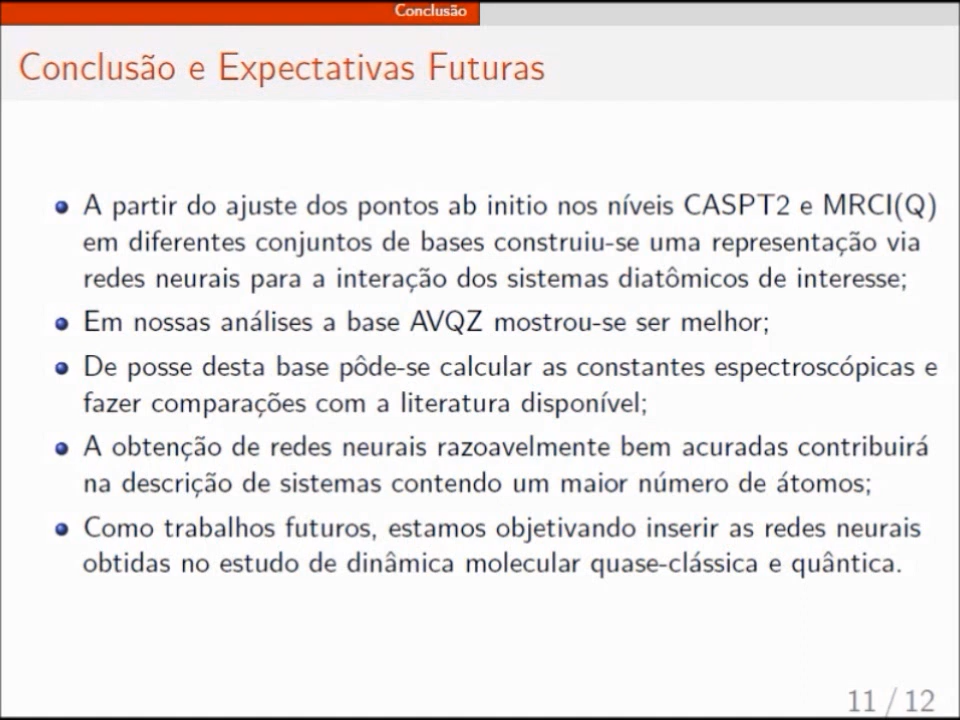 Conclusão
Conclusão e Expectativas Futuras
A partir do ajuste dos pontos ab initio nos níveis CASPT2 e MRCI(Q)
em diferentes conjuntos de bases construiu-se uma representação via
redes neurais para a interação dos sistemas diatômicos de interesse;
Em nossas análises a base AVQZ mostrou-se ser melhor;
De posse desta base pôde-se calcular as constantes espectroscópicas e
fazer comparações com a literatura disponível;
A obtenção de redes neurais razoavelmente bem acuradas contribuirá
na descrição de sistemas contendo um maior número de átomos;
Como trabalhos futuros, estamos objetivando inserir as redes neurais
obtidas no estudo de dinâmica molecular quase-clássica e quântica.
11 / 12